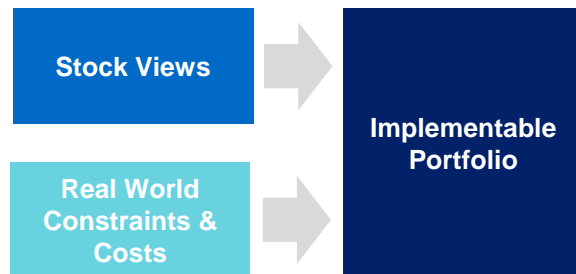 Stock Views
Implementable
Portfolio
Real World
Constraints &
Costs